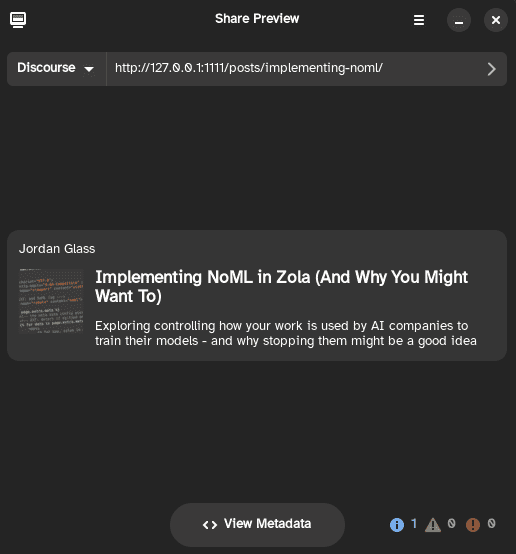 Share Preview
Discourse
http://127.0.0.1:1111/posts/implementing-noml/
Jordan Glass
Implementing NoML in Zola (And Why You Might
Want To)
Exploring controlling how your work is used by AI companies to
train their models - and why stopping them might be a good idea
View Metadata
1 0 0